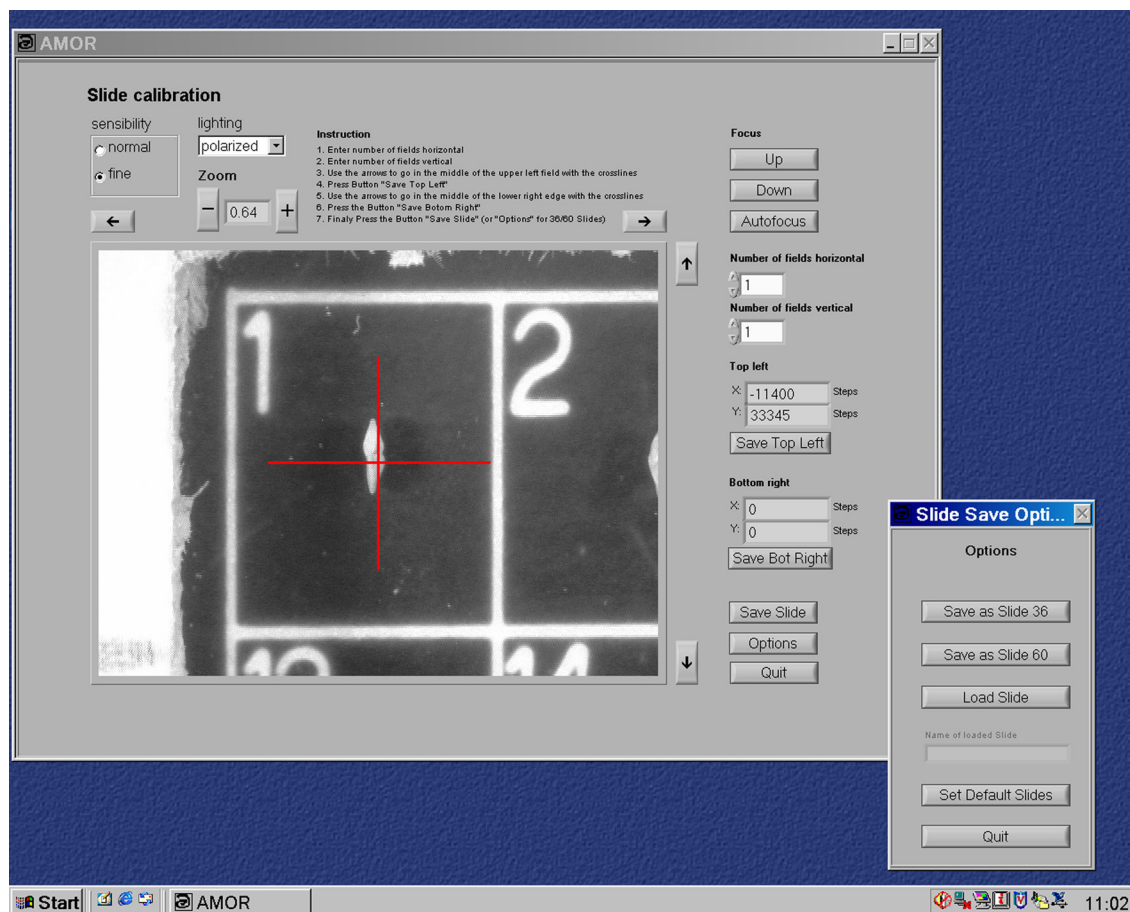 AMOR
Slide calibration
sensibility
normal
fine
lighting
polarized
Zoom
−
0.64
+
Instruction
1. Enter number of fields horizontal
2. Enter number of fields vertical
3. Use the arrows to go in the middle of the upper left field with the crosslines
4. Press Button "Save Top Left"
5. Use the arrows to go in the middle of the lower right edge with the crosslines
6. Press the Button "Save Botom Right"
7. Finaly Press the Button "Save Slide" (or "Options" for 36/60 Slides)
1
2
13
14
Focus
Up
Down
Autofocus
Number of fields horizontal
1
Number of fields vertical
1
Top left
X: -11400 Steps
Y: 33345 Steps
Save Top Left
Bottom right
X: 0 Steps
Y: 0 Steps
Save Bot Right
Save Slide
Options
Quit
Slide Save Opti...
Options
Save as Slide 36
Save as Slide 60
Load Slide
Name of loaded Slide
Set Default Slides
Quit
Start
AMOR
11:02